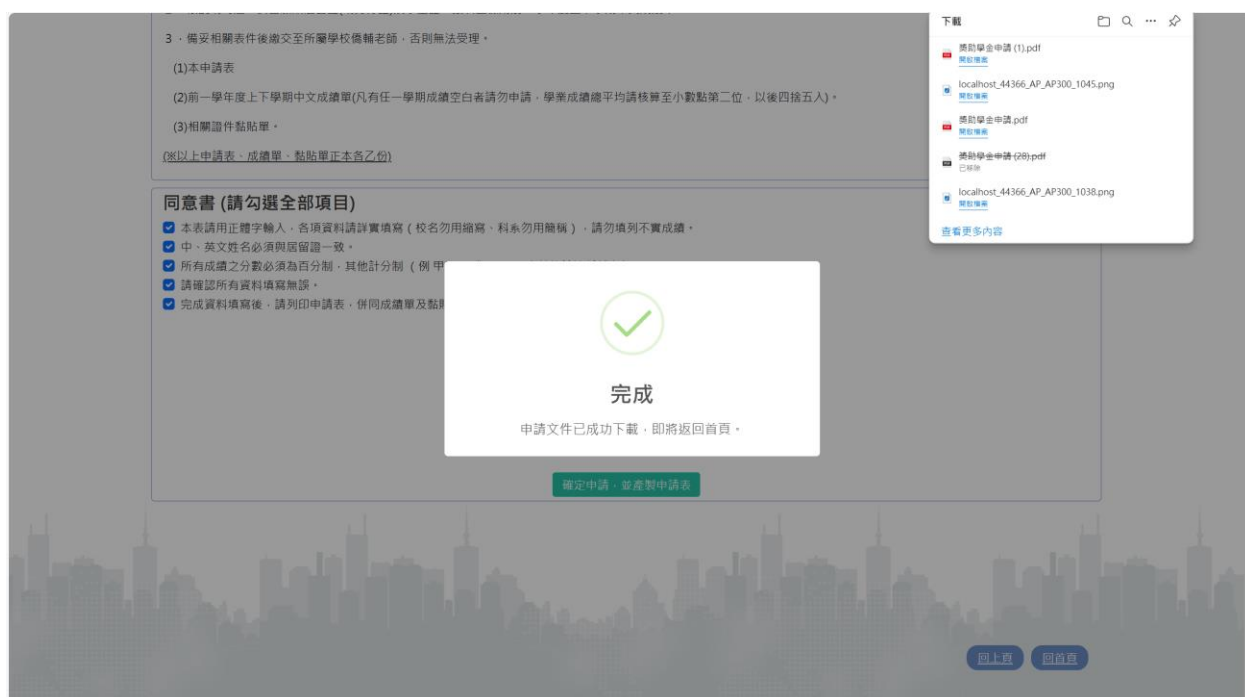 3．備妥相關表件後繳交至所屬學校僑輔老師，否則無法受理。
(1)本申請表
(2)前一學年度上下學期中文成績單(凡有任一學期成績空白者請勿申請，學業成績總平均請核算至小數點第二位，以後四捨五人)。
(3)相關證件黏貼單。
(※以上申請表、成績單、黏貼單正本各乙份)
同意書 (請勾選全部項目)
本表請用正體字輸入，各項資料請詳實填寫（校名勿用縮寫、科系勿用簡稱），請勿填列不實成績。
中、英文姓名必須與居留證一致。
所有成績之分數必須為百分制，其他計分制（例 甲
請確認所有資料填寫無誤。
完成資料填寫後，請列印申請表，併同成績單及黏
完成
申請文件已成功下載，即將返回首頁。
確定申請，並產製申請表
回上頁
回首頁
下載
獎助學金申請 (1).pdf
開啟檔案
localhost_44366_AP_AP300_1045.png
開啟檔案
獎助學金申請.pdf
開啟檔案
獎助學金申請 (28).pdf
已移除
localhost_44366_AP_AP300_1038.png
開啟檔案
查看更多內容